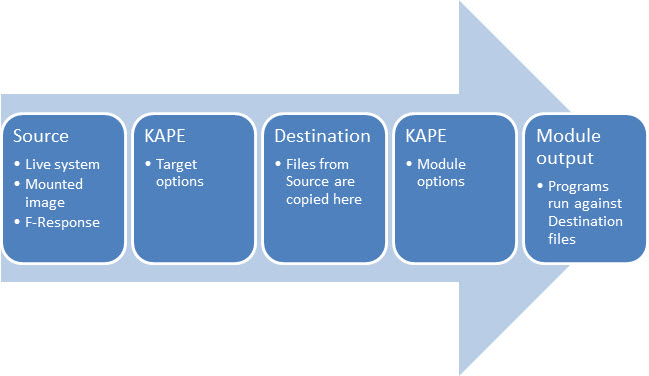 Source
• Live system
• Mounted
image
• F-Response
KAPE
• Target
options
Destination
• Files from
Source are
copied here
KAPE
• Module
options
Module
output
• Programs
run against
Destination
files